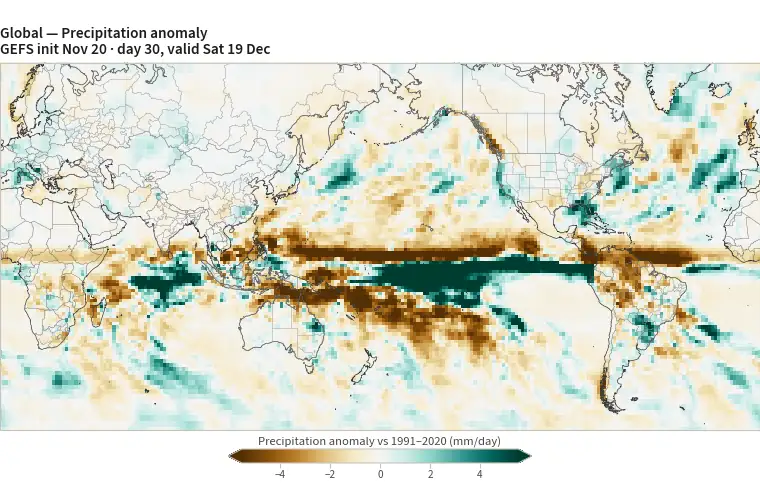 Global — Precipitation anomaly
GEFS init Nov 20 · day 30, valid Sat 19 Dec
Precipitation anomaly vs 1991–2020 (mm/day)
−4 −2 0 2 4